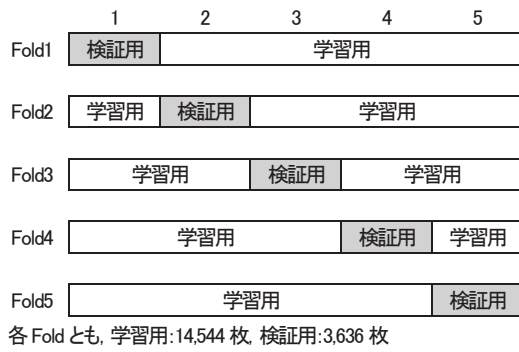 1 2 3 4 5
Fold1 検証用 学習用
Fold2 学習用 検証用 学習用
Fold3 学習用 検証用 学習用
Fold4 学習用 検証用 学習用
Fold5 学習用 検証用
各 Fold とも, 学習用:14,544 枚, 検証用:3,636 枚